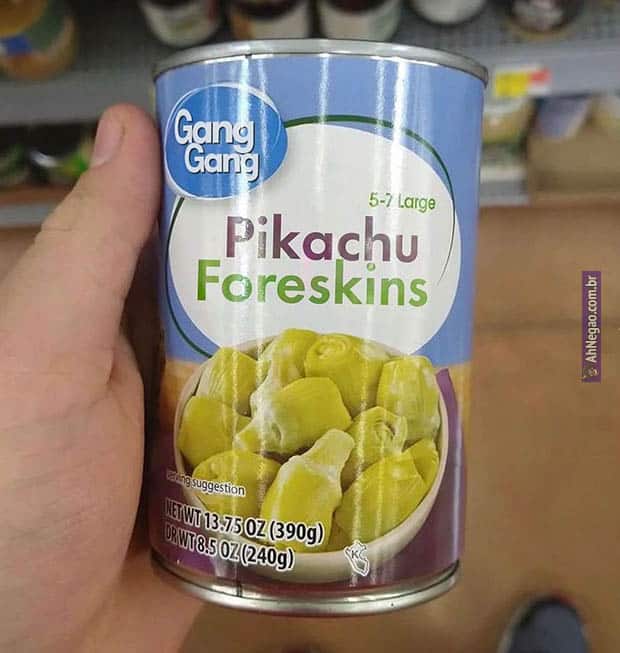 Gang
Gang
5-7 Large
Pikachu
Foreskins
serving suggestion
NET WT 13.75 OZ (390g)
DR WT 8.5 OZ (240g)
K
AhNegao.com.br